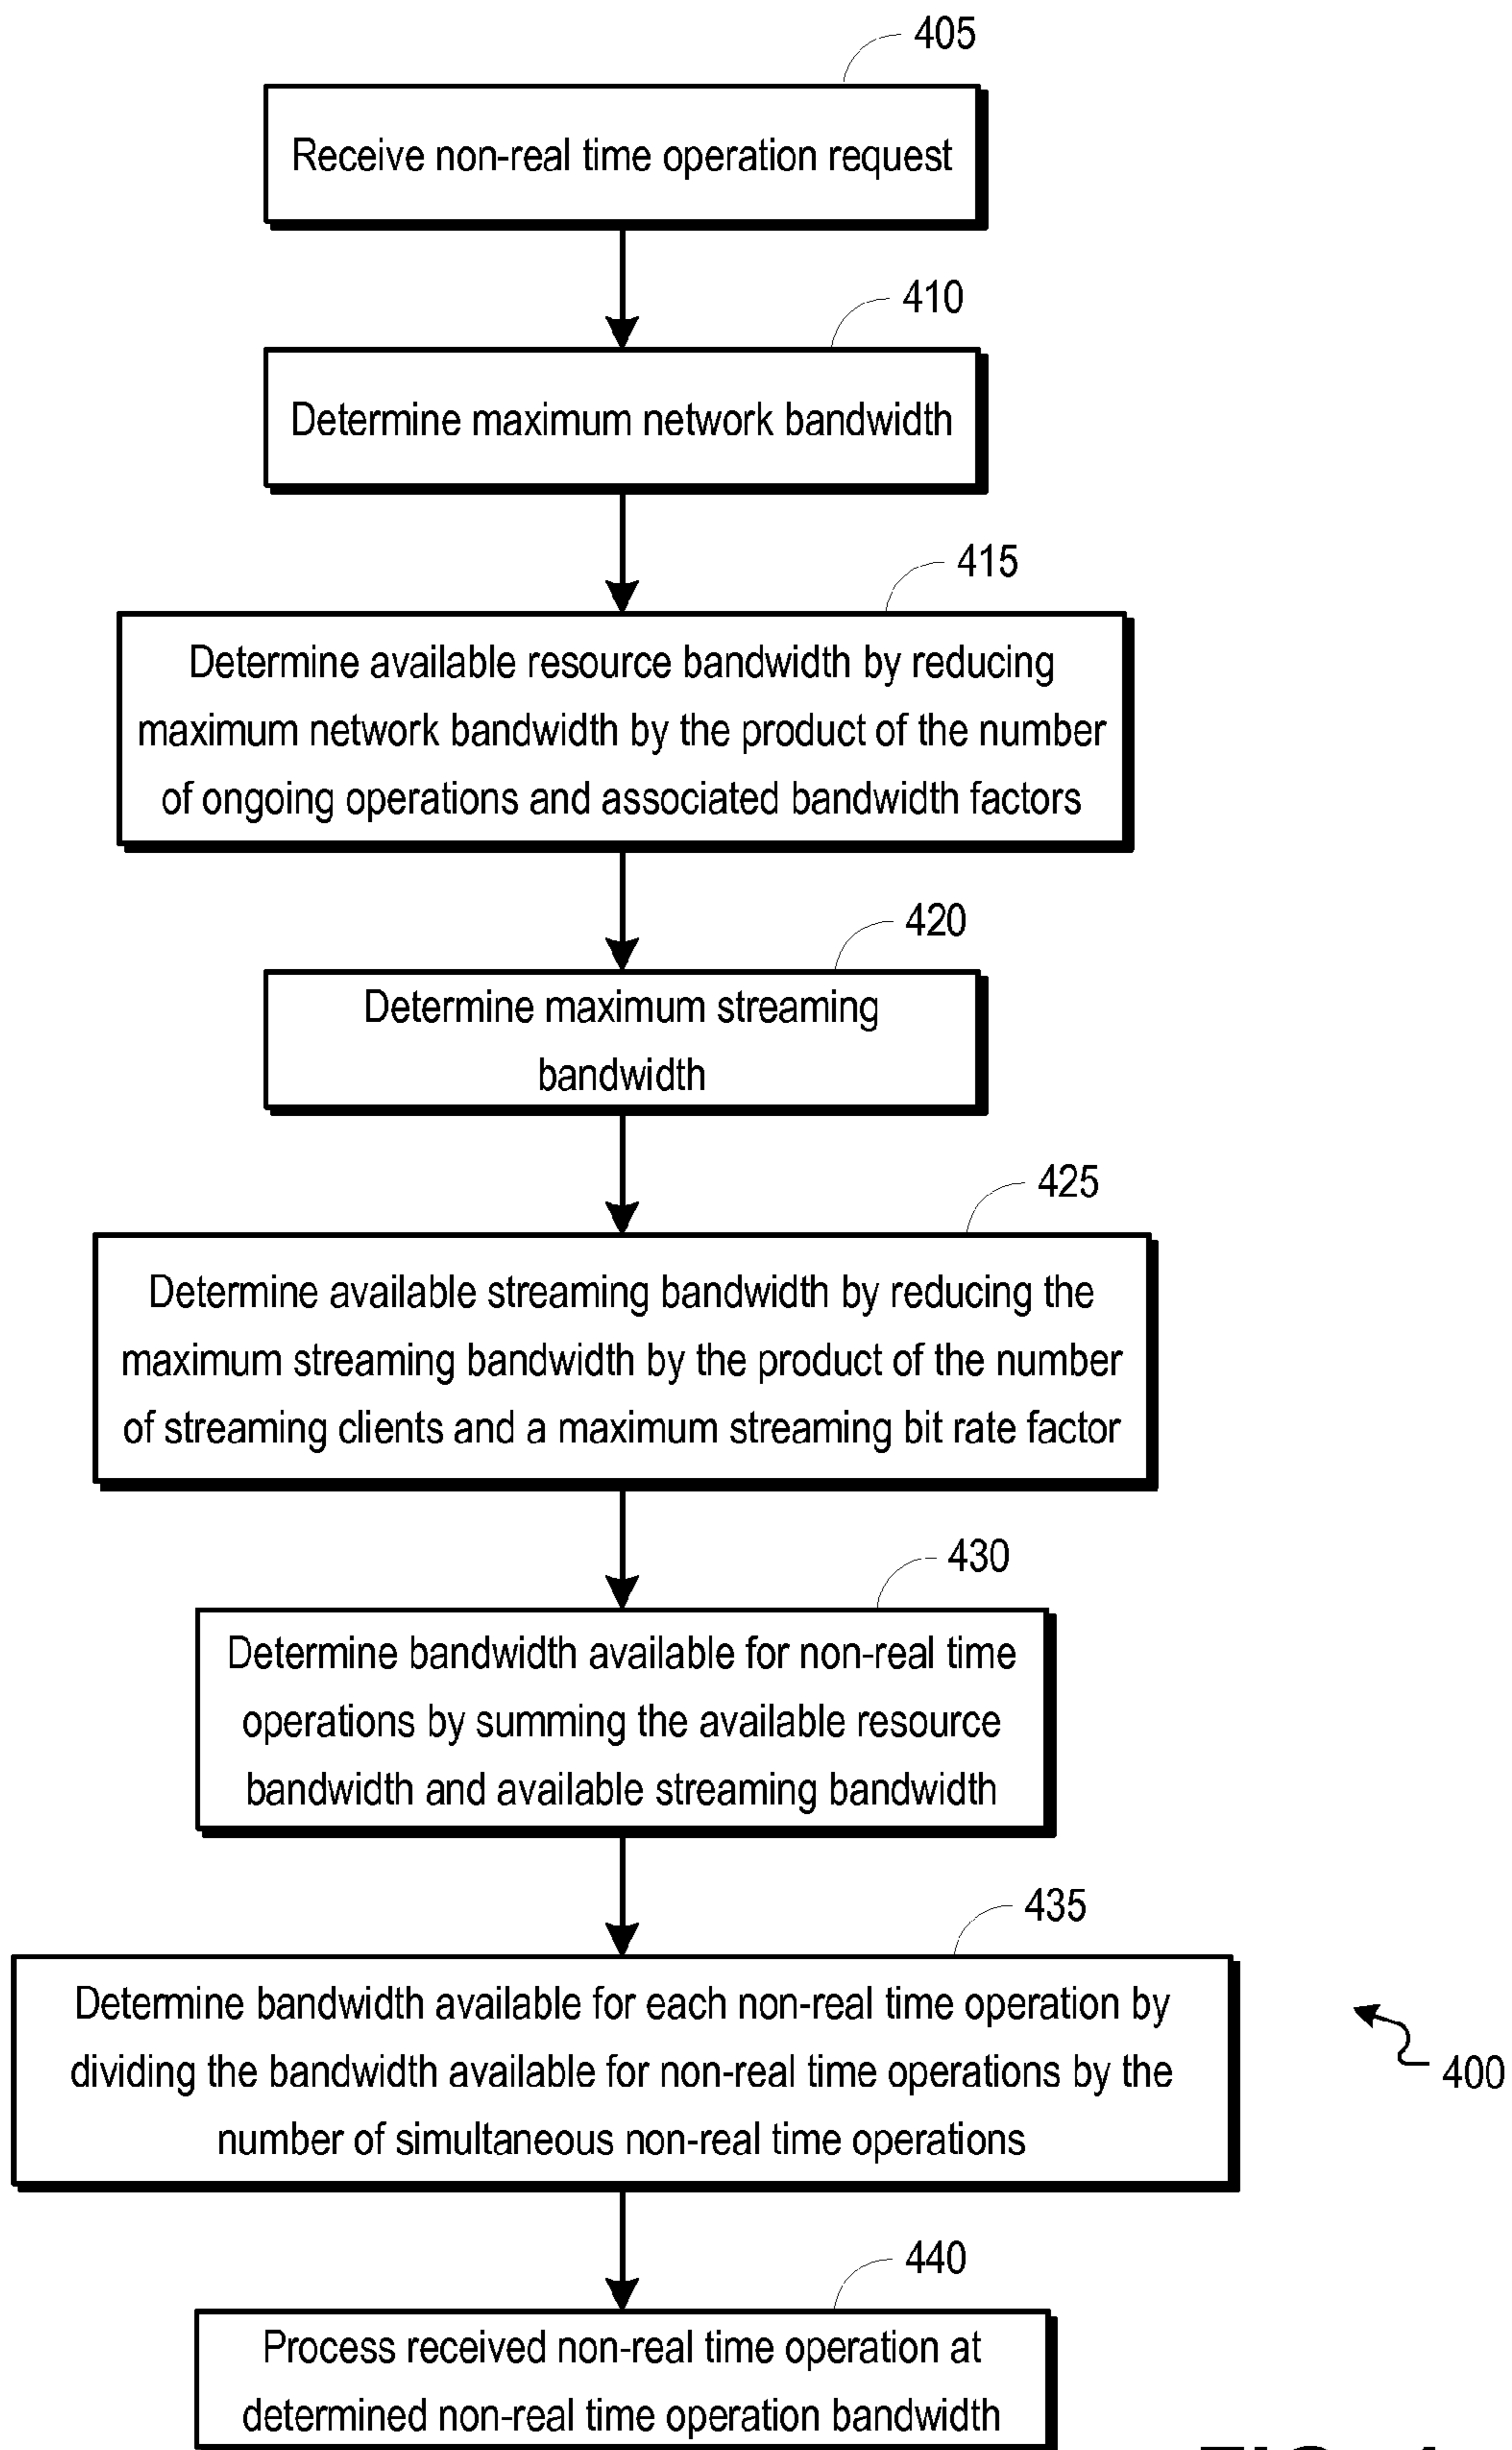 405
Receive non-real time operation request
410
Determine maximum network bandwidth
415
Determine available resource bandwidth by reducing
maximum network bandwidth by the product of the number
of ongoing operations and associated bandwidth factors
420
Determine maximum streaming
bandwidth
425
Determine available streaming bandwidth by reducing the
maximum streaming bandwidth by the product of the number
of streaming clients and a maximum streaming bit rate factor
430
Determine bandwidth available for non-real time
operations by summing the available resource
bandwidth and available streaming bandwidth
435
Determine bandwidth available for each non-real time operation by
dividing the bandwidth available for non-real time operations by the
number of simultaneous non-real time operations
400
440
Process received non-real time operation at
determined non-real time operation bandwidth